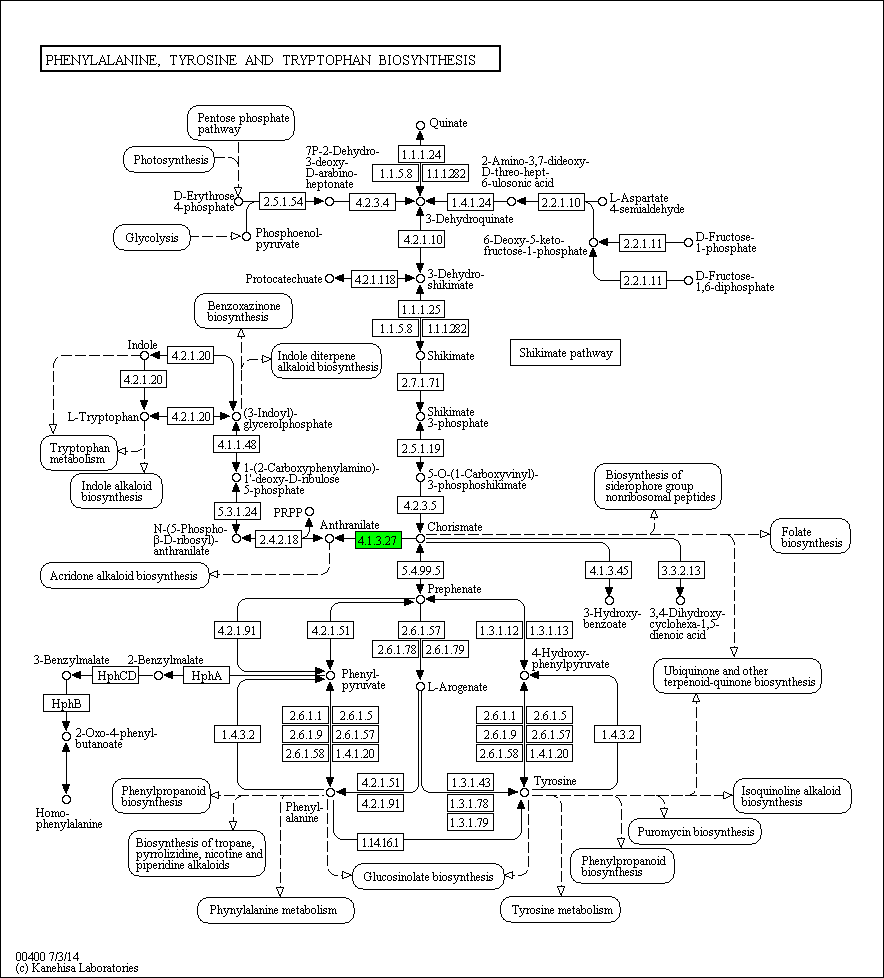 PHENYLALANINE, TYROSINE AND TRYPTOPHAN BIOSYNTHESIS
Pentose phosphate
pathway
Photosynthesis
Glycolysis
D-Erythrose
4-phosphate
Phosphoenol-
pyruvate
2.5.1.54
7P-2-Dehydro-
3-deoxy-
D-arabino-
heptonate
4.2.3.4
Quinate
1.1.1.24
1.1.5.8
1.1.1.282
2-Amino-3,7-dideoxy-
D-threo-hept-
6-ulosonic acid
1.4.1.24
2.2.1.10
L-Aspartate
4-semialdehyde
3-Dehydroquinate
4.2.1.10
6-Deoxy-5-keto-
fructose-1-phosphate
2.2.1.11
D-Fructose-
1-phosphate
2.2.1.11
D-Fructose-
1,6-diphosphate
Protocatechuate
4.2.1.118
3-Dehydro-
shikimate
1.1.1.25
1.1.5.8
1.1.1.282
Shikimate
Shikimate pathway
2.7.1.71
Shikimate
3-phosphate
2.5.1.19
5-O-(1-Carboxyvinyl)-
3-phosphoshikimate
4.2.3.5
Benzoxazinone
biosynthesis
Indole diterpene
alkaloid biosynthesis
Indole
4.2.1.20
4.2.1.20
L-Tryptophan
4.2.1.20
(3-Indoyl)-
glycerolphosphate
Tryptophan
metabolism
Indole alkaloid
biosynthesis
4.1.1.48
1-(2-Carboxyphenylamino)-
1'-deoxy-D-ribulose
5-phosphate
5.3.1.24
PRPP
N-(5-Phospho-
β-D-ribosyl)-
anthranilate
2.4.2.18
Anthranilate
4.1.3.27
Chorismate
Acridone alkaloid biosynthesis
Biosynthesis of
siderophore group
nonribosomal peptides
Folate
biosynthesis
5.4.99.5
4.1.3.45
3.3.2.13
3-Hydroxy-
benzoate
3,4-Dihydroxy-
cyclohexa-1,5-
dienoic acid
Prephenate
4.2.1.91
4.2.1.51
2.6.1.57
2.6.1.78
2.6.1.79
1.3.1.12
1.3.1.13
3-Benzylmalate
2-Benzylmalate
HphCD
HphA
HphB
Phenyl-
pyruvate
L-Arogenate
4-Hydroxy-
phenylpyruvate
Ubiquinone and other
terpenoid-quinone biosynthesis
2-Oxo-4-phenyl-
butanoate
1.4.3.2
2.6.1.1
2.6.1.5
2.6.1.9
2.6.1.57
2.6.1.58
1.4.1.20
2.6.1.1
2.6.1.5
2.6.1.9
2.6.1.57
2.6.1.58
1.4.1.20
1.4.3.2
Homo-
phenylalanine
Phenylpropanoid
biosynthesis
Phenyl-
alanine
4.2.1.51
4.2.1.91
1.3.1.43
1.3.1.78
1.3.1.79
Tyrosine
Isoquinoline alkaloid
biosynthesis
Puromycin biosynthesis
1.14.16.1
Biosynthesis of tropane,
pyrrolizidine, nicotine and
piperidine alkaloids
Glucosinolate biosynthesis
Phenylpropanoid
biosynthesis
Phynylalanine metabolism
Tyrosine metabolism
00400 7/3/14
(c) Kanehisa Laboratories